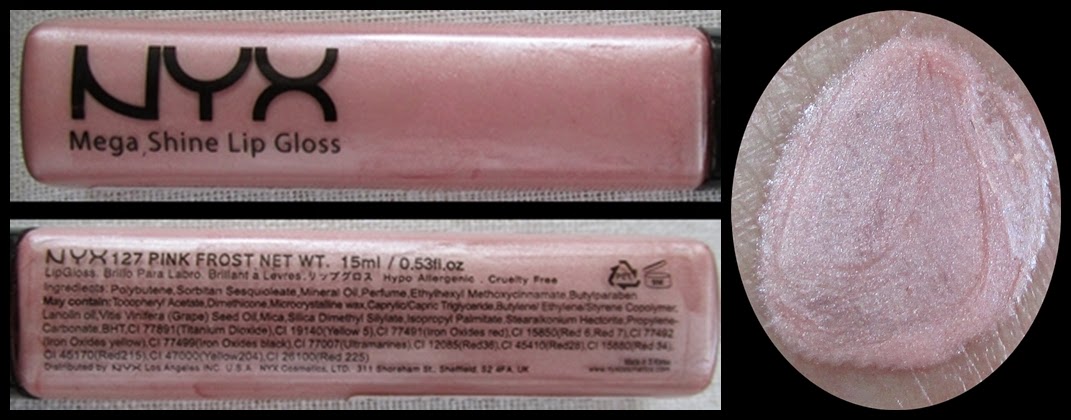 NYX
Mega Shine Lip Gloss
NYX 127 PINK FROST NET WT. 15ml / 0.53fl.oz
LipGloss. Brillo Para Labro. Brillant a Levres. リップグロス Hypo Allergenic . Cruelty Free
Ingredients: Polybutene,Sorbitan Sesquioleate,Mineral Oil,Perfume,Ethylhexyl Methoxycinnamate,Butylparaben
May contain:Tocopheryl Acetate,Dimethicone,Microcrystalline wax,Caprylic/Capric Triglyceride,Butylene/ Ethylene/Styrene Copolymer,
Lanolin oil,Vitis Vinifera (Grape) Seed Oil,Mica,Silica Dimethyl Silylate,Isopropyl Palmitate,Stearalkonium Hectorite,Propylene-
Carbonate,BHT,CI 77891(Titanium Dioxide),CI 19140(Yellow 5),CI 77491(Iron Oxides red),CI 15850(Red 6,Red 7),CI 77492
(Iron Oxides yellow),CI 77499(Iron Oxides black),CI 77007(Ultramarines),CI 12085(Red36),CI 45410(Red28),CI 15880(Red 34),
CI 45170(Red215),CI 47000(Yellow204),CI 26100(Red 225)
Distributed by NYX Los Angeles INC. U.S.A. NYX Cosmetics, LTD. 311 Shoreham St, Sheffield, S2 4FA, UK
www.nyxcosmetics.com